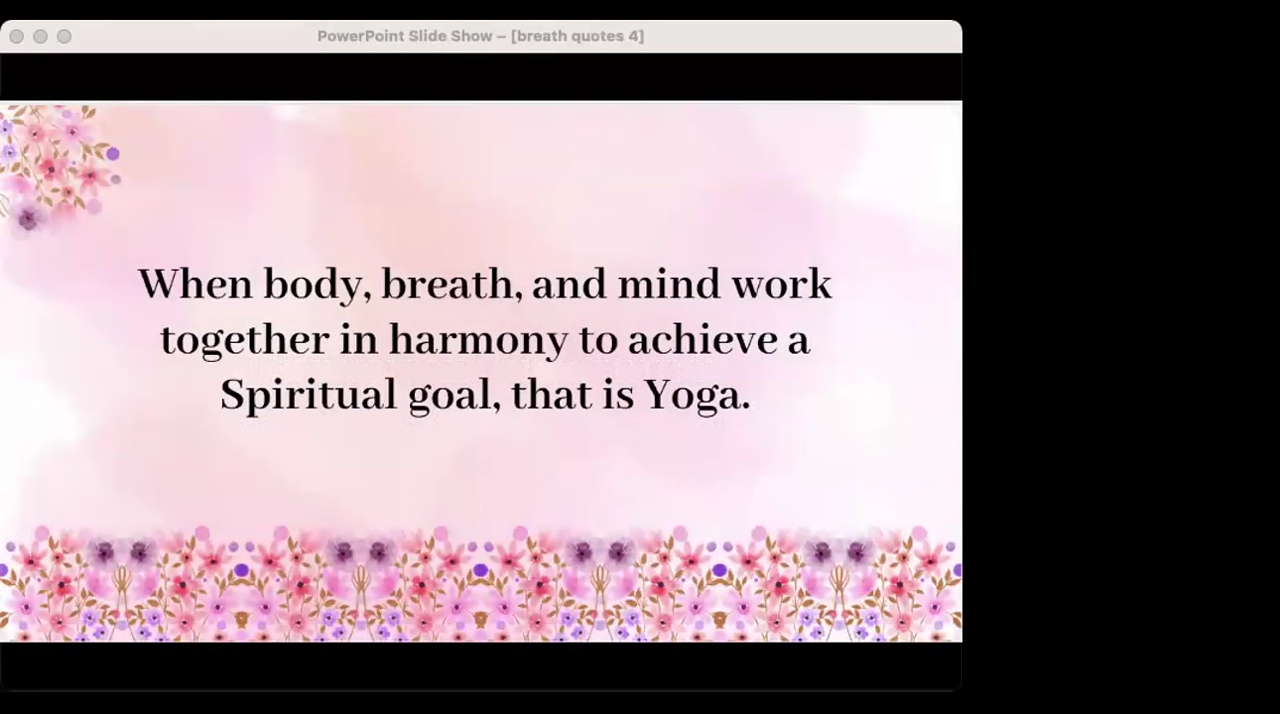 PowerPoint Slide Show – [breath quotes 4]
When body, breath, and mind work
together in harmony to achieve a
Spiritual goal, that is Yoga.